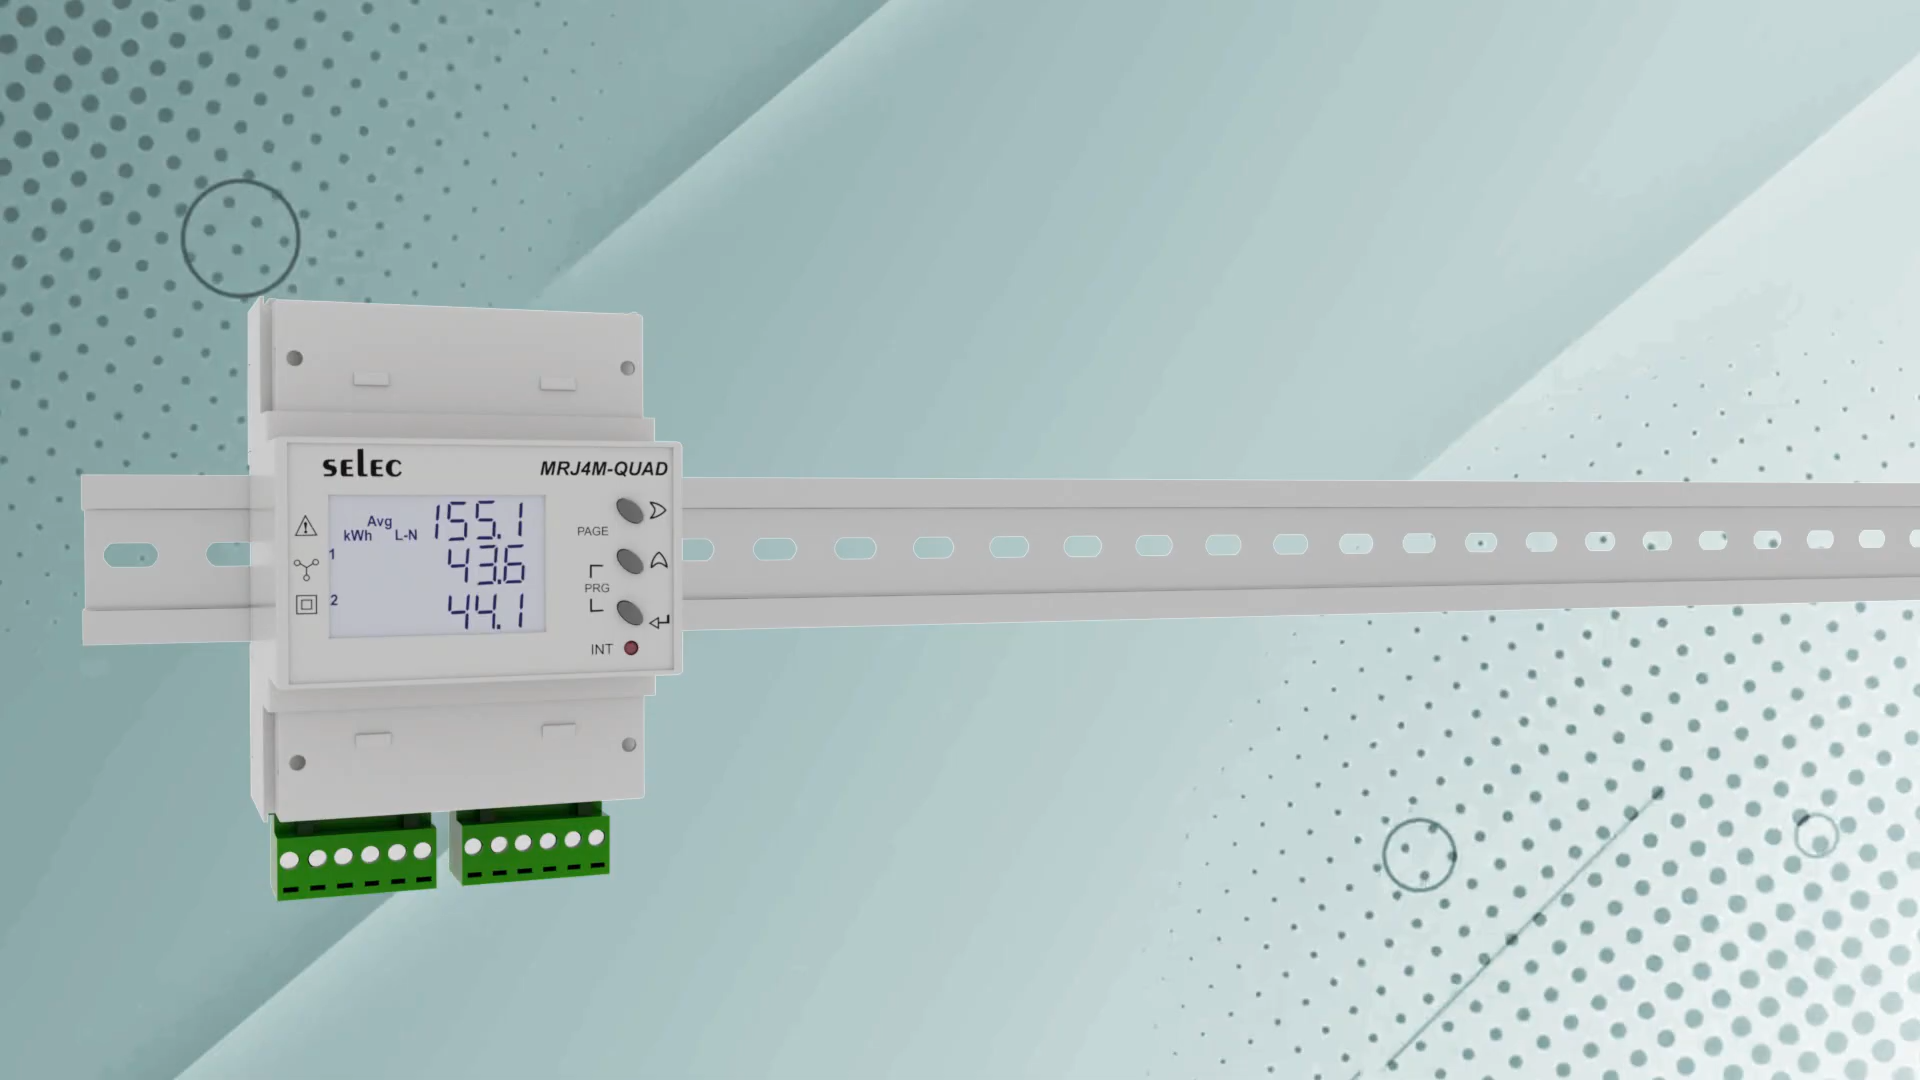 selec
MRJ4M-QUAD
Avg
kWh L-N 155.1
1 43.6
2 44.1
PAGE
PRG
INT